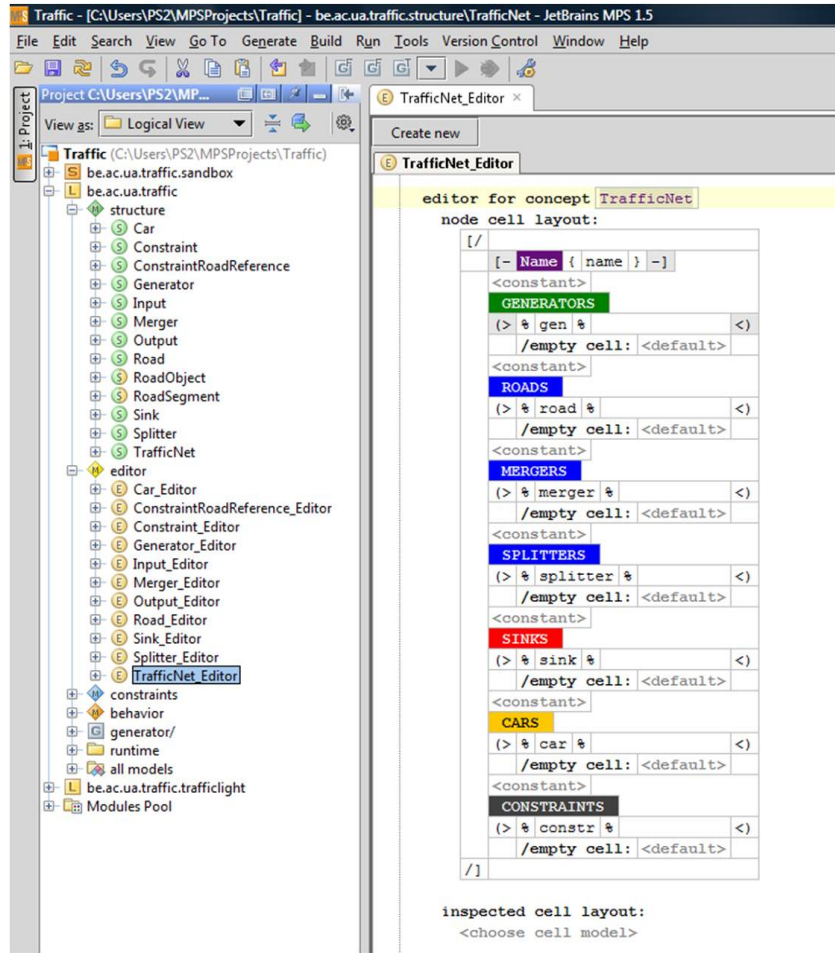 Traffic - [C:\Users\PS2\MPSProjects\Traffic] - be.ac.ua.traffic.structure\TrafficNet - JetBrains MPS 1.5
File Edit Search View Go To Generate Build Run Tools Version Control Window Help
1: Project
Project C:\Users\PS2\MP...
View as: Logical View
Traffic (C:\Users\PS2\MPSProjects\Traffic)
be.ac.ua.traffic.sandbox
be.ac.ua.traffic
structure
Car
Constraint
ConstraintRoadReference
Generator
Input
Merger
Output
Road
RoadObject
RoadSegment
Sink
Splitter
TrafficNet
editor
Car_Editor
ConstraintRoadReference_Editor
Constraint_Editor
Generator_Editor
Input_Editor
Merger_Editor
Output_Editor
Road_Editor
Sink_Editor
Splitter_Editor
TrafficNet_Editor
constraints
behavior
generator/
runtime
all models
be.ac.ua.traffic.trafficlight
Modules Pool
TrafficNet_Editor ×
Create new
TrafficNet_Editor
editor for concept TrafficNet
node cell layout:
[/
[- Name { name } -]
<constant>
GENERATORS
(> % gen % <)
/empty cell: <default>
<constant>
ROADS
(> % road % <)
/empty cell: <default>
<constant>
MERGERS
(> % merger % <)
/empty cell: <default>
<constant>
SPLITTERS
(> % splitter % <)
/empty cell: <default>
<constant>
SINKS
(> % sink % <)
/empty cell: <default>
<constant>
CARS
(> % car % <)
/empty cell: <default>
<constant>
CONSTRAINTS
(> % constr % <)
/empty cell: <default>
/]
inspected cell layout:
<choose cell model>